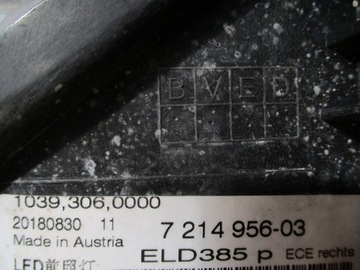 B V E P
1039,306,0000
20180830 11
7 214 956-03
Made in Austria
ELD385 p ECE rechts
LED前照灯